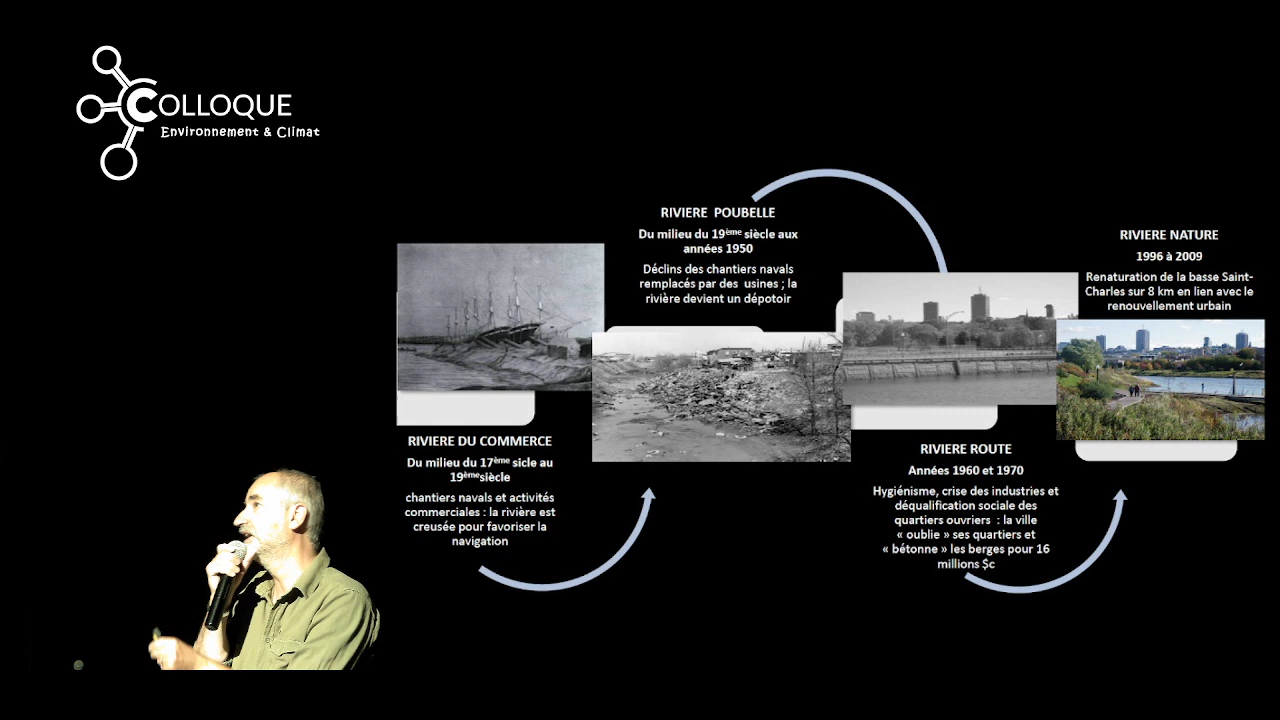 COLLOQUE
Environnement & Climat
RIVIERE DU COMMERCE
Du milieu du 17ème sicle au
19èmesiècle
chantiers navals et activités
commerciales : la rivière est
creusée pour favoriser la
navigation
RIVIERE POUBELLE
Du milieu du 19ème siècle aux
années 1950
Déclins des chantiers navals
remplacés par des usines ; la
rivière devient un dépotoir
RIVIERE ROUTE
Années 1960 et 1970
Hygiénisme, crise des industries et
déqualification sociale des
quartiers ouvriers : la ville
« oublie » ses quartiers et
« bétonne » les berges pour 16
millions $c
RIVIERE NATURE
1996 à 2009
Renaturation de la basse Saint-
Charles sur 8 km en lien avec le
renouvellement urbain